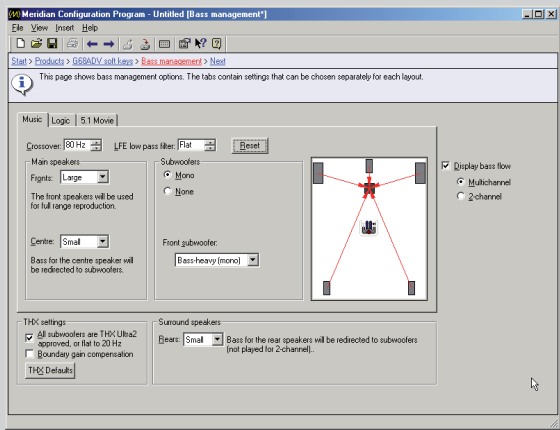 Meridian Configuration Program - Untitled [Bass management*]
File View Insert Help
Start > Products > G68ADV soft keys > Bass management > Next
This page shows bass management options. The tabs contain settings that can be chosen separately for each layout.
Music Logic 5.1 Movie
Crossover: 80 Hz LFE low pass filter: Flat Reset
Main speakers
Fronts: Large
The front speakers will be used
for full range reproduction.
Centre: Small
Bass for the centre speaker will
be redirected to subwoofers.
Subwoofers
Mono
None
Front subwoofer:
Bass-heavy (mono)
Display bass flow
Multichannel
2-channel
THX settings
All subwoofers are THX Ultra2
approved, or flat to 20 Hz
Boundary gain compensation
THX Defaults
Surround speakers
Rears: Small Bass for the rear speakers will be redirected to subwoofers
(not played for 2-channel)..